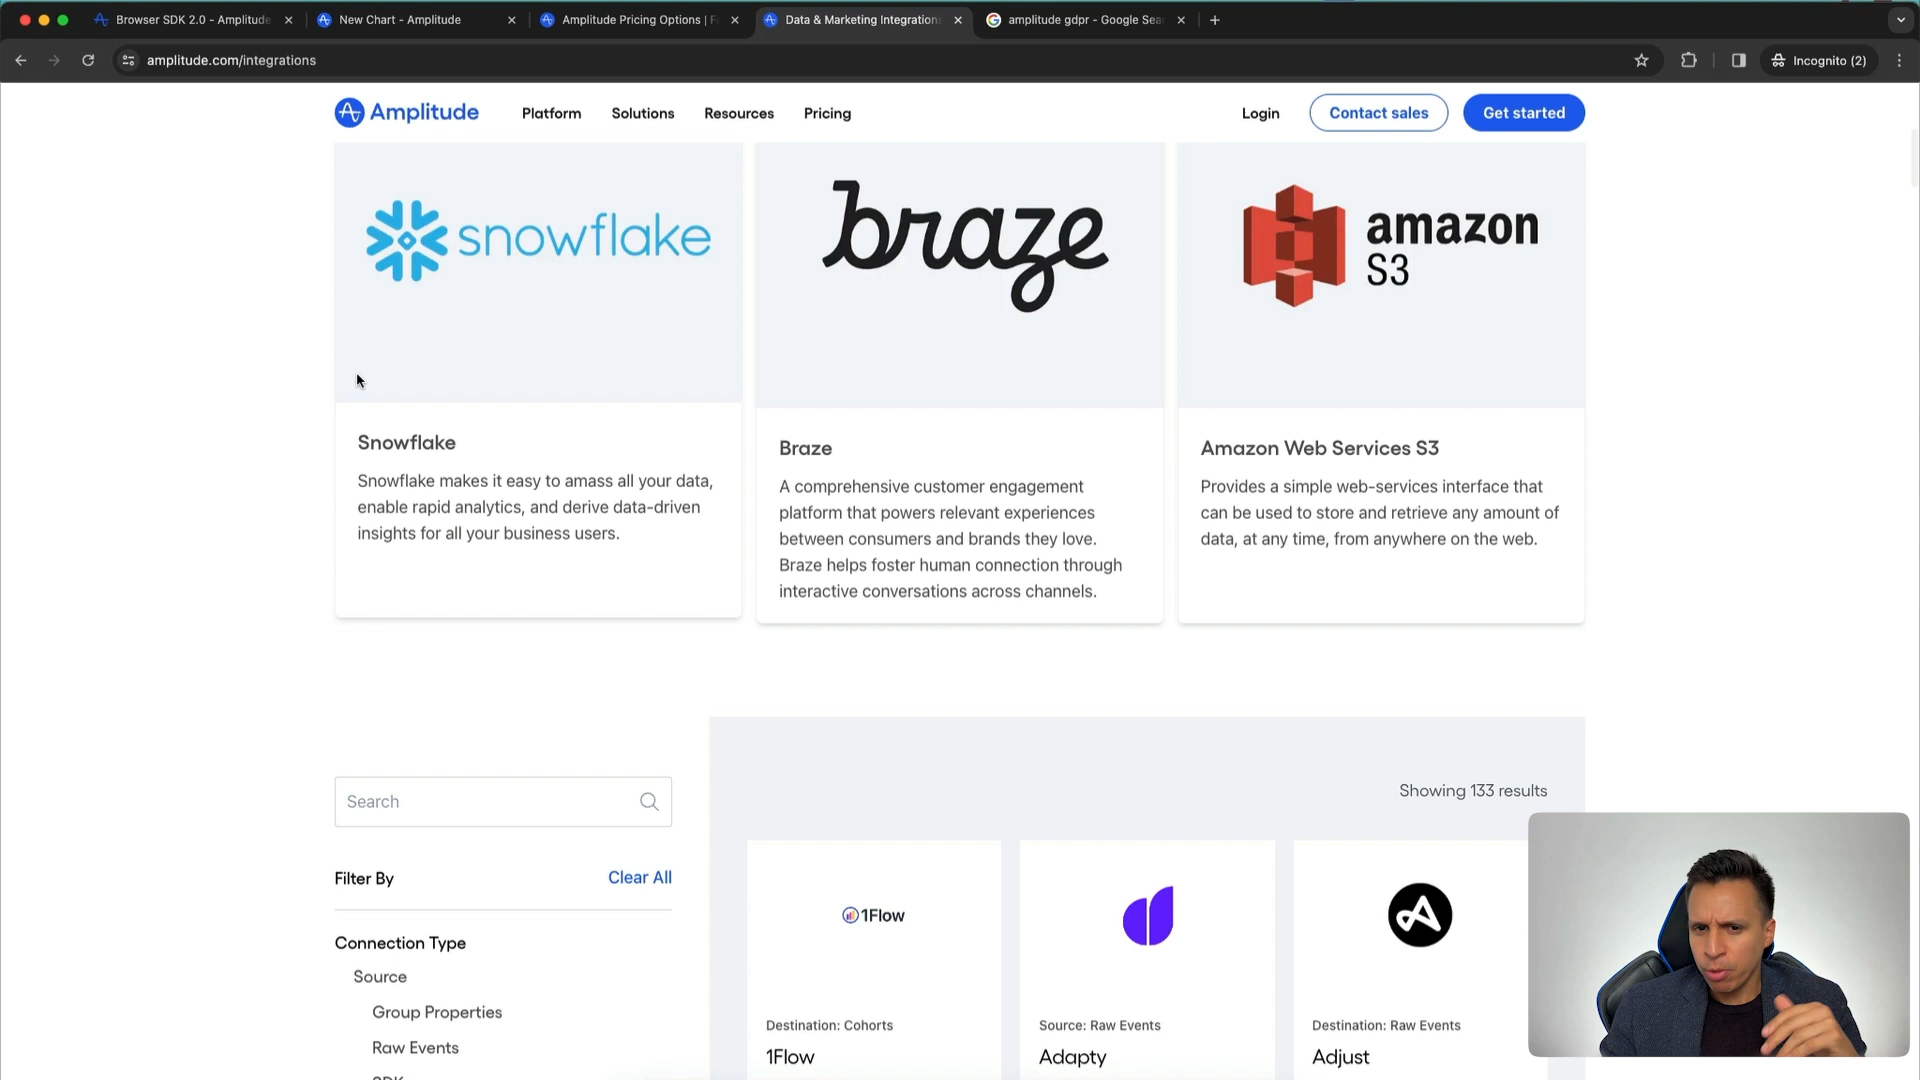 Browser SDK 2.0 - Amplitude
New Chart - Amplitude
Amplitude Pricing Options | F
Data & Marketing Integration
amplitude gdpr - Google Sea
amplitude.com/integrations
Incognito (2)
Amplitude
Platform
Solutions
Resources
Pricing
Login
Contact sales
Get started
snowflake
braze
amazon
S3
Snowflake
Snowflake makes it easy to amass all your data,
enable rapid analytics, and derive data-driven
insights for all your business users.
Braze
A comprehensive customer engagement
platform that powers relevant experiences
between consumers and brands they love.
Braze helps foster human connection through
interactive conversations across channels.
Amazon Web Services S3
Provides a simple web-services interface that
can be used to store and retrieve any amount of
data, at any time, from anywhere on the web.
Search
Filter By
Clear All
Connection Type
Source
Group Properties
Raw Events
SDK
Showing 133 results
1Flow
Destination: Cohorts
1Flow
Source: Raw Events
Adapty
Destination: Raw Events
Adjust